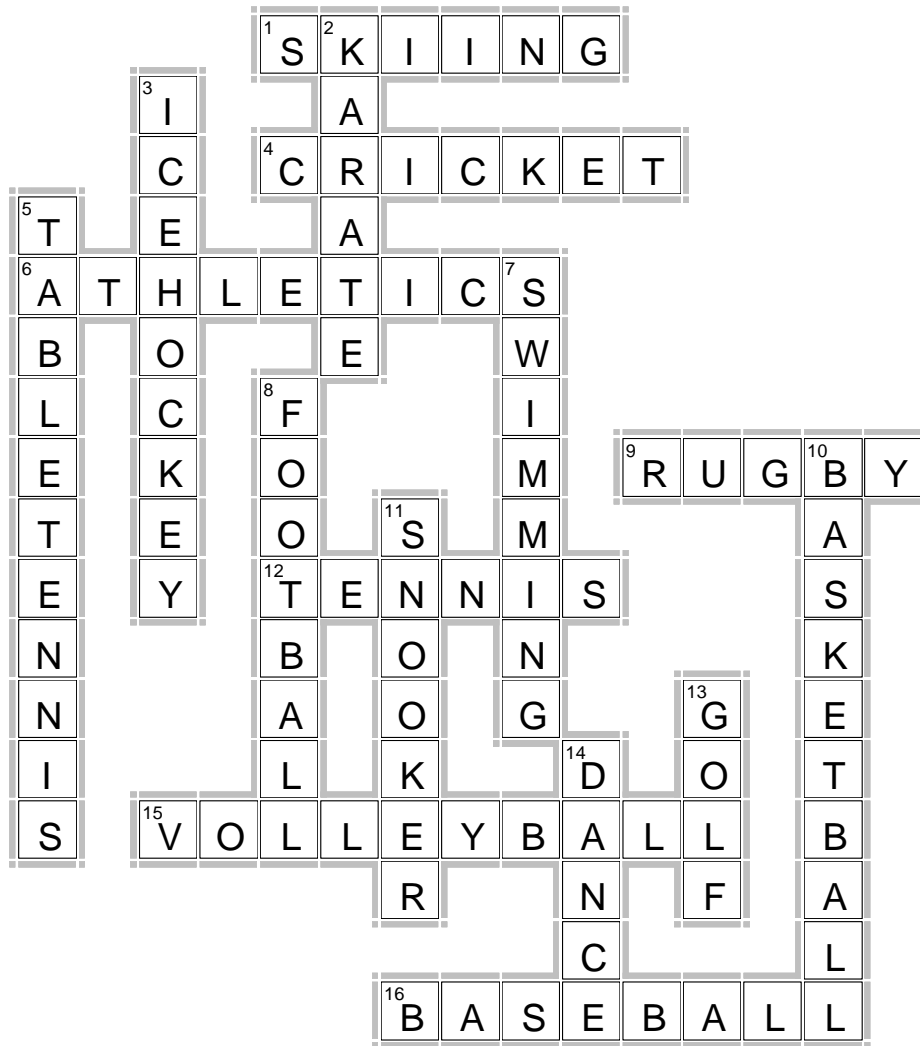 1 S 2 K I I N G
3 I A
C 4 C R I C K E T
5 T E A
6 A T H L E T I C 7 S
B O E W
L C 8 F I
E K O M 9 R U G 10 B Y
T E O 11 S M A
E Y 12 T E N N I S S
N B O N K
N A O G 13 G E
I L K 14 D O T
S 15 V O L L E Y B A L L B
R N F A
C L
16 B A S E B A L L